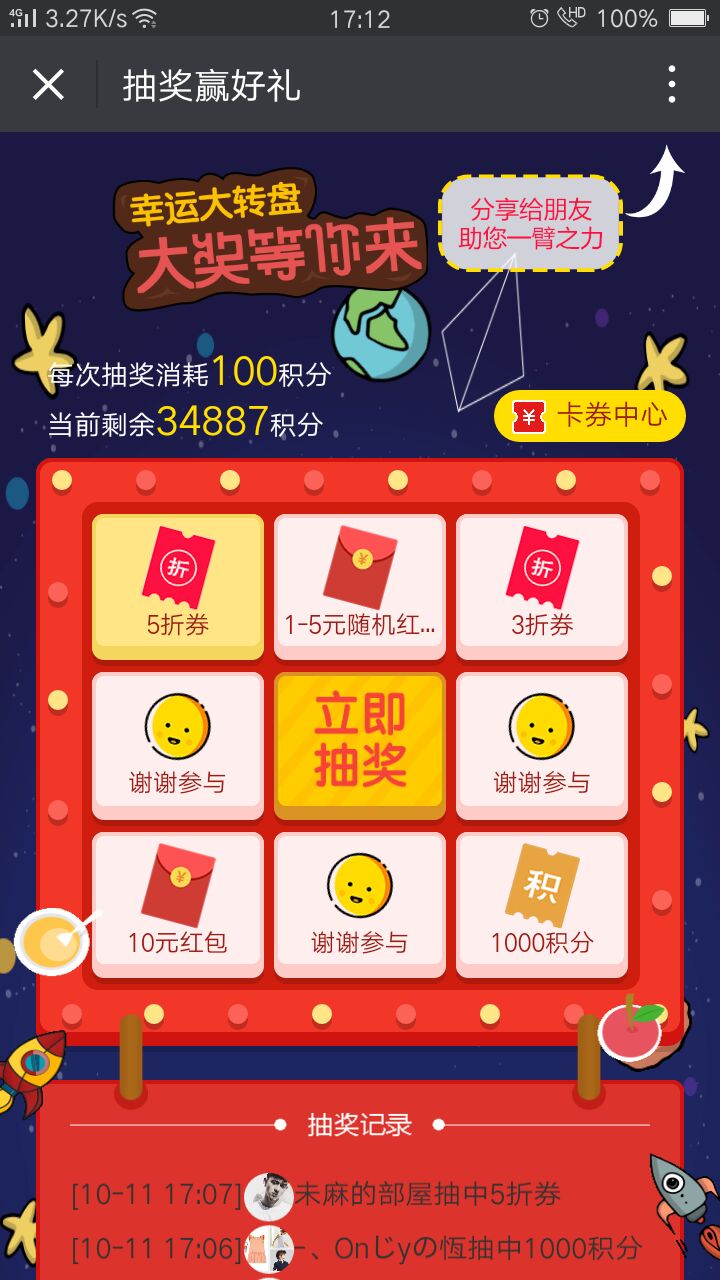 4G 3.27K/s 17:12 HD 100%
抽奖赢好礼
幸运大转盘
大奖等你来
分享给朋友
助您一臂之力
每次抽奖消耗100积分
当前剩余34887积分
¥ 卡券中心
折 ¥ 折
5折券 1-5元随机红... 3折券
立即
抽奖
谢谢参与 谢谢参与
¥ 积
10元红包 谢谢参与 1000积分
抽奖记录
[10-11 17:07] 未麻的部屋抽中5折券
[10-11 17:06] 一、Onじyの恆抽中1000积分